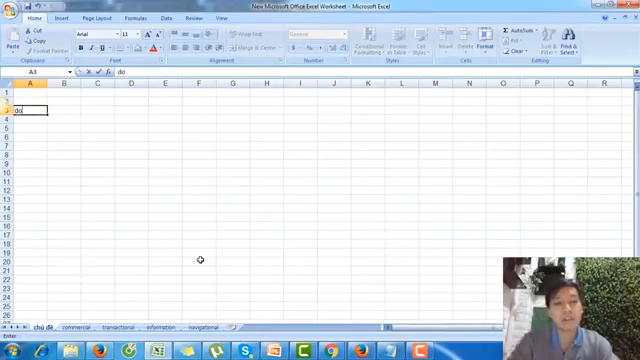 New Microsoft Office Excel Worksheet - Microsoft Excel
Home Insert Page Layout Formulas Data Review View
Paste
Cut
Copy
Format Painter
Clipboard
Arial 11
Font
Wrap Text
Merge & Center
Alignment
General
Number
Conditional Formatting
Format as Table
Cell Styles
Styles
Insert Delete Format
Cells
AutoSum
Fill
Clear
Sort & Filter
Find & Select
Editing
A3 do
A B C D E F G H I J K L M N O P Q R
1
2
3 do
4
5
6
7
8
9
10
11
12
13
14
15
16
17
18
19
20
21
22
23
24
25
26
chủ đề commercial transactional information navigational
Enter